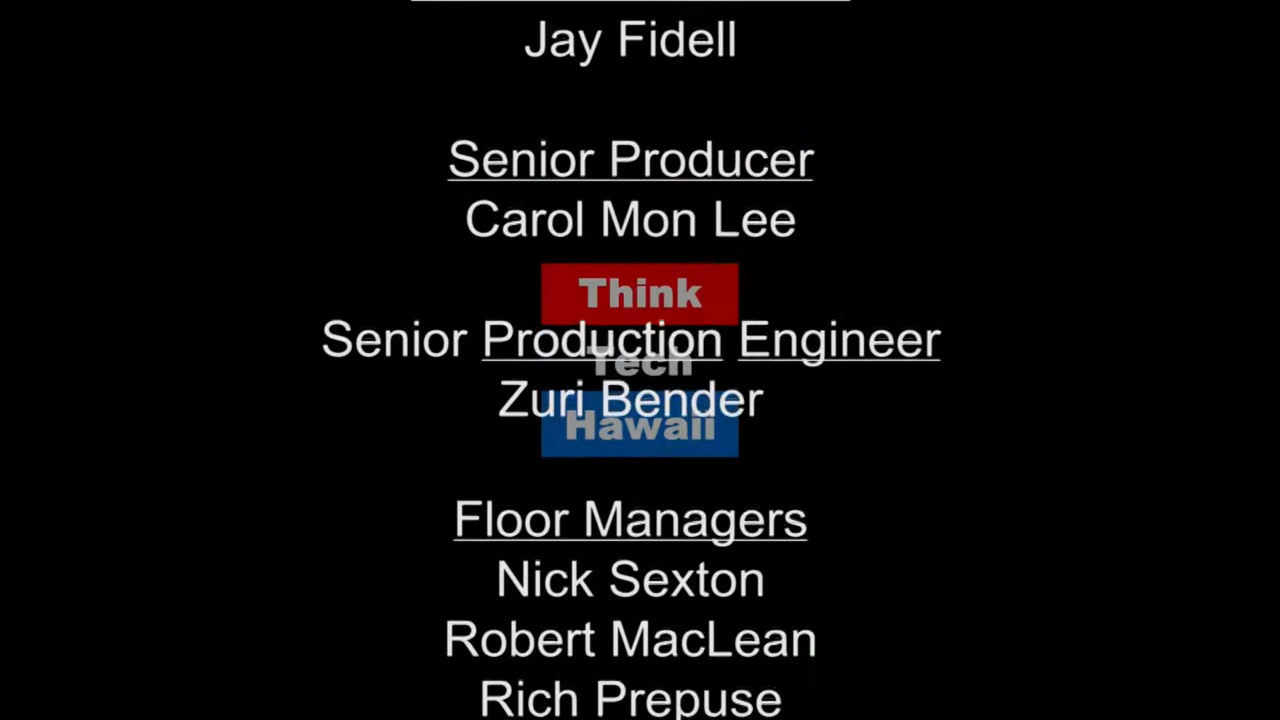 Jay Fidell
Senior Producer
Carol Mon Lee
Think
Senior Production Engineer
Tech
Zuri Bender
Hawaii
Floor Managers
Nick Sexton
Robert MacLean
Rich Prepuse